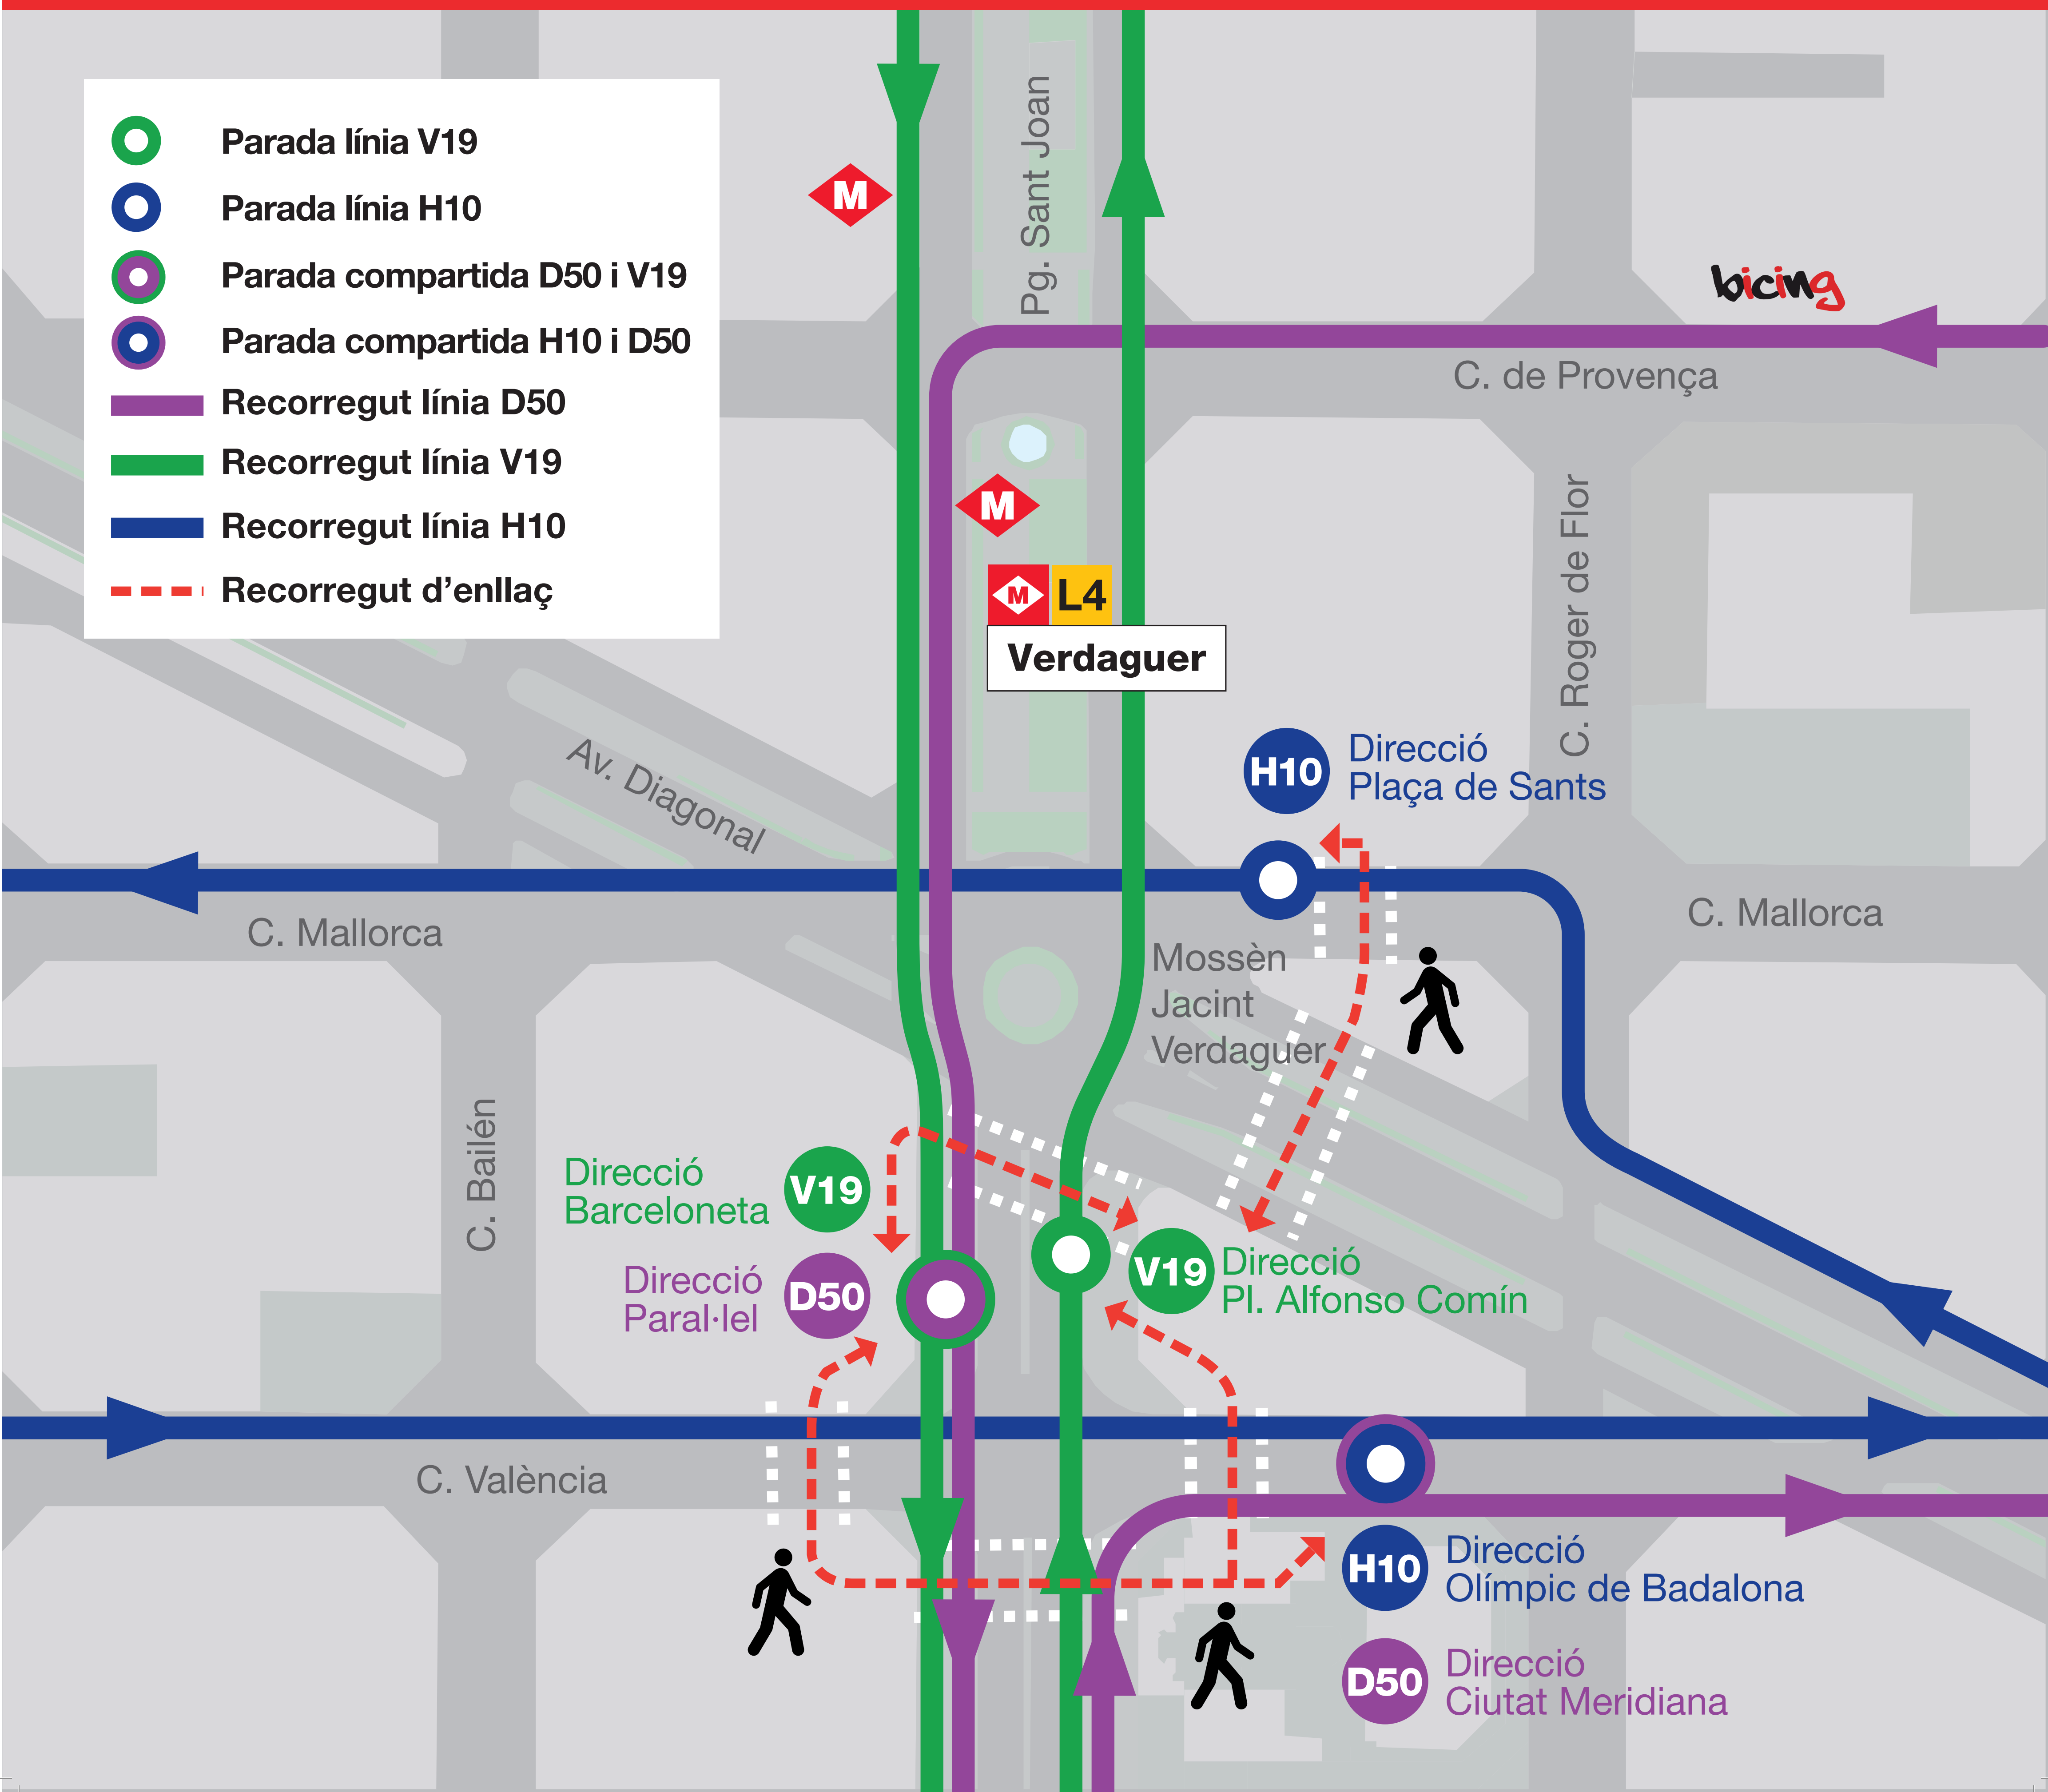 Parada línia V19
Parada línia H10
Parada compartida D50 i V19
Parada compartida H10 i D50
Recorregut línia D50
Recorregut línia V19
Recorregut línia H10
Recorregut d’enllaç
M
Pg. Sant Joan
bicing
C. de Provença
M
M L4
Verdaguer
C. Roger de Flor
Av. Diagonal
H10
Direcció
Plaça de Sants
C. Mallorca
C. Mallorca
Mossèn
Jacint
Verdaguer
C. Bailén
Direcció
Barceloneta
V19
Direcció
Paral·lel
D50
V19
Direcció
Pl. Alfonso Comín
C. València
H10
Direcció
Olímpic de Badalona
D50
Direcció
Ciutat Meridiana